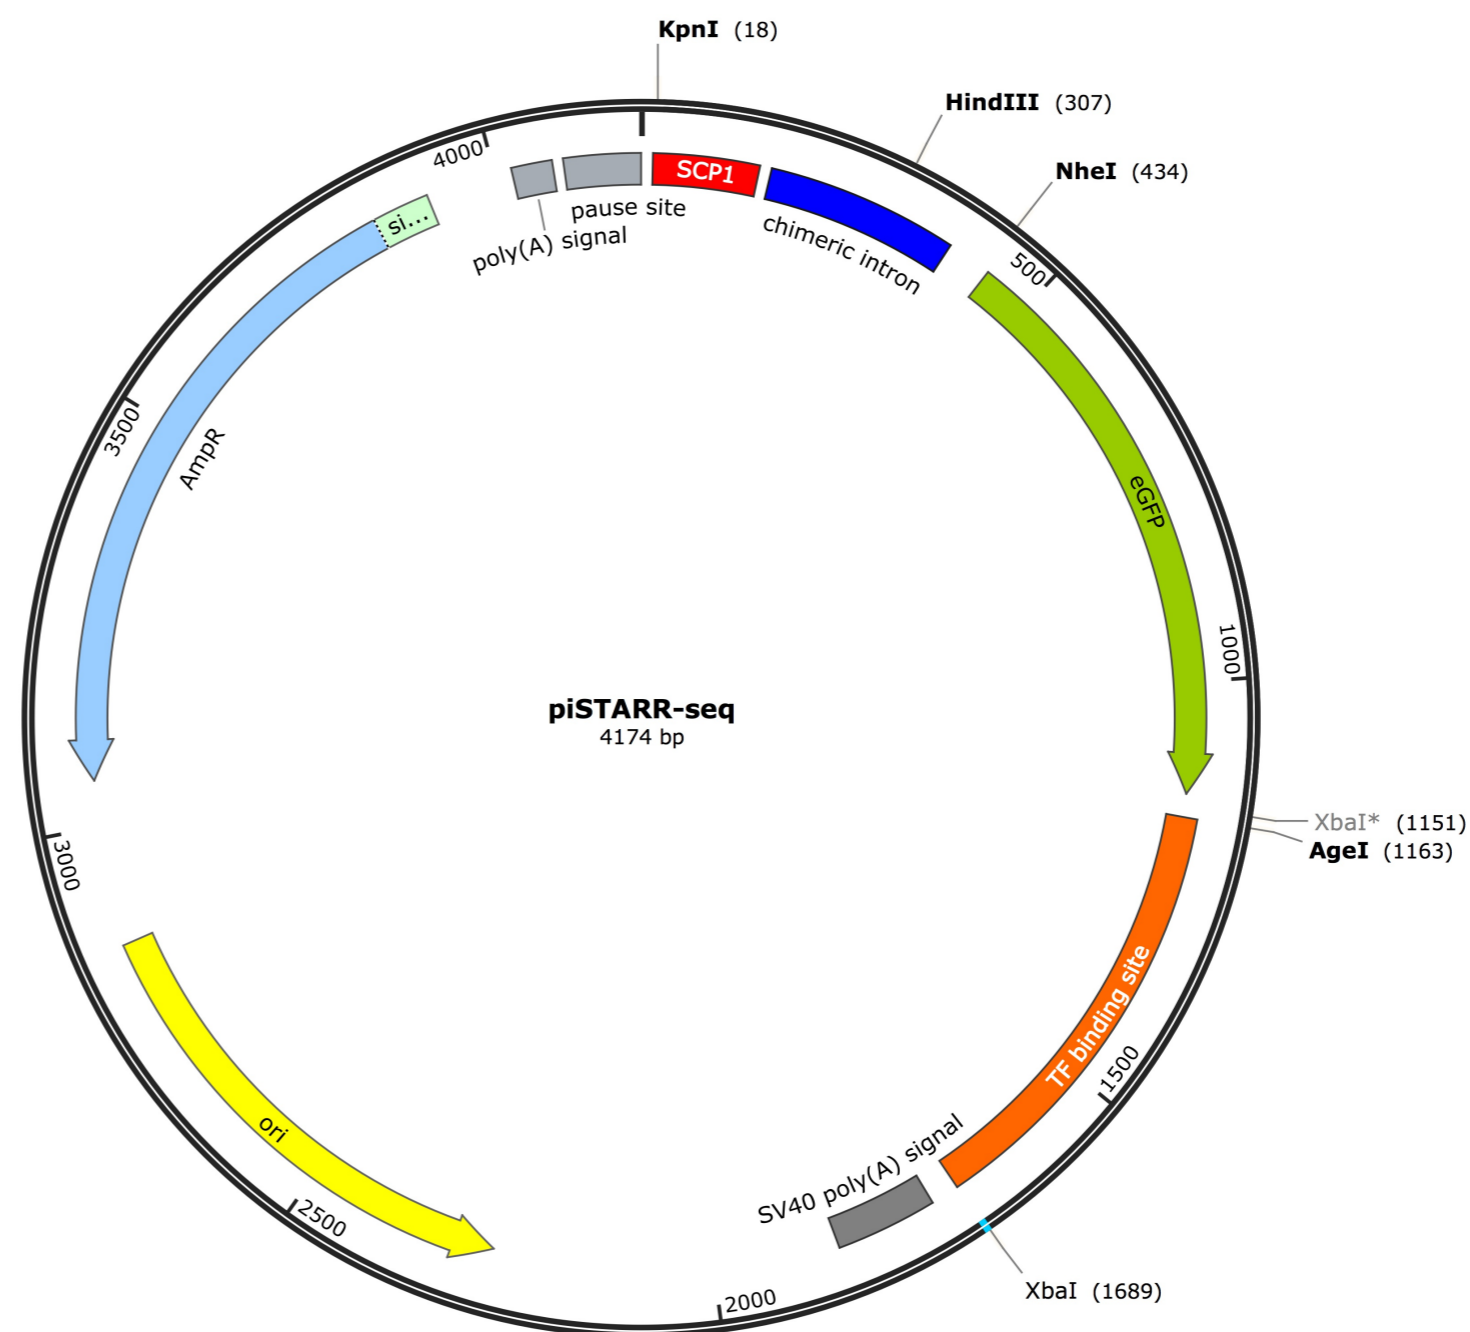 KpnI (18)
HindIII (307)
NheI (434)
4000
SCP1
si...
pause site
poly(A) signal
chimeric intron
500
3500
AmpR
eGFP
1000
piSTARR-seq
4174 bp
XbaI* (1151)
AgeI (1163)
3000
TF binding site
1500
ori
SV40 poly(A) signal
2500
XbaI (1689)
2000